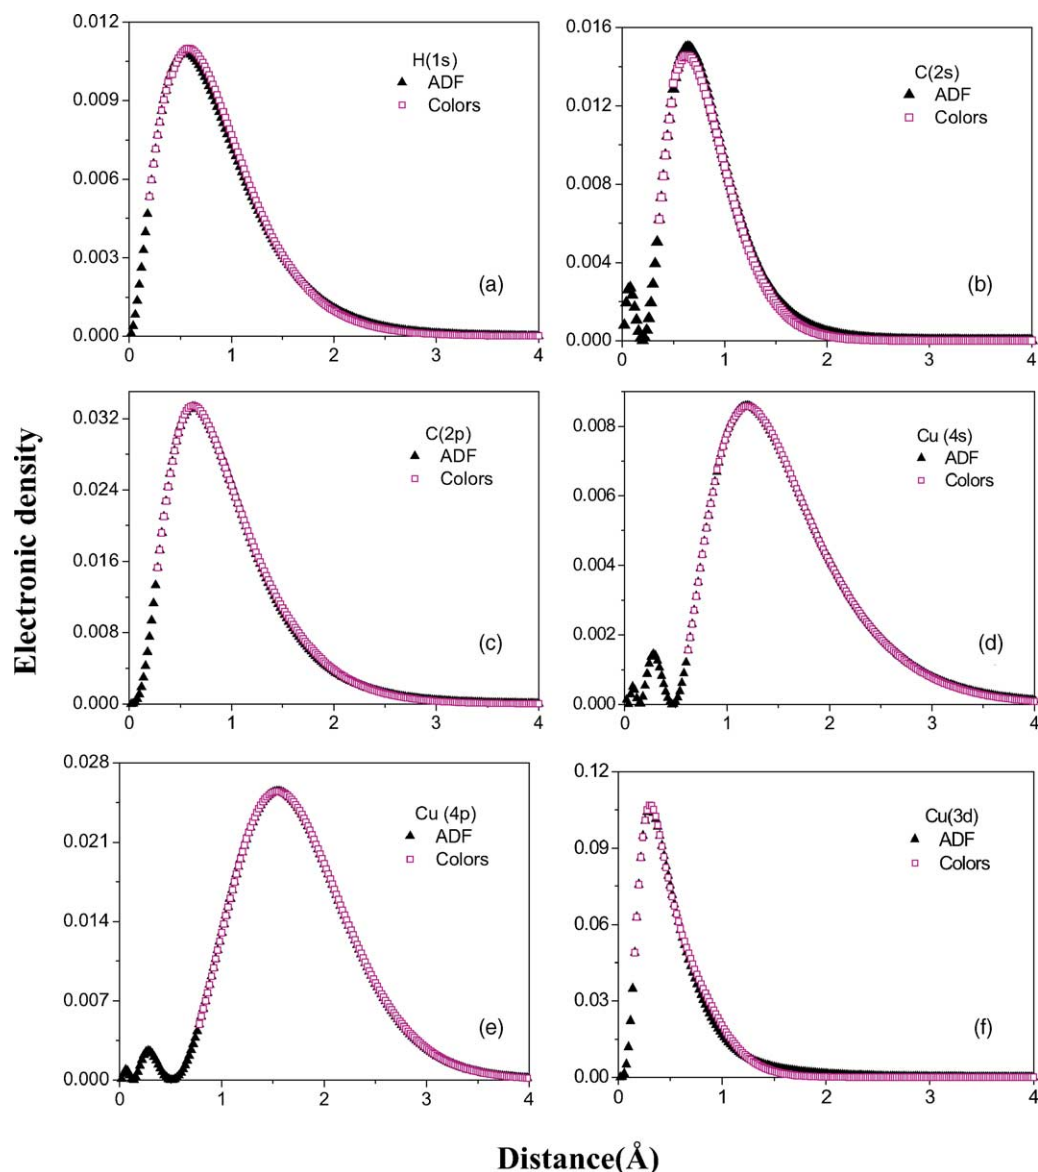 Electronic density
0.012
0.009
0.006
0.003
0.000
H(1s)
ADF
Colors
(a)
0 1 2 3 4
0.016
0.012
0.008
0.004
0.000
C(2s)
ADF
Colors
(b)
0 1 2 3 4
0.032
0.024
0.016
0.008
0.000
C(2p)
ADF
Colors
(c)
0 1 2 3 4
0.008
0.006
0.004
0.002
0.000
Cu (4s)
ADF
Colors
(d)
0 1 2 3 4
0.028
0.021
0.014
0.007
0.000
Cu (4p)
ADF
Colors
(e)
0 1 2 3 4
0.12
0.09
0.06
0.03
0.00
Cu(3d)
ADF
Colors
(f)
0 1 2 3 4
Distance(Å)